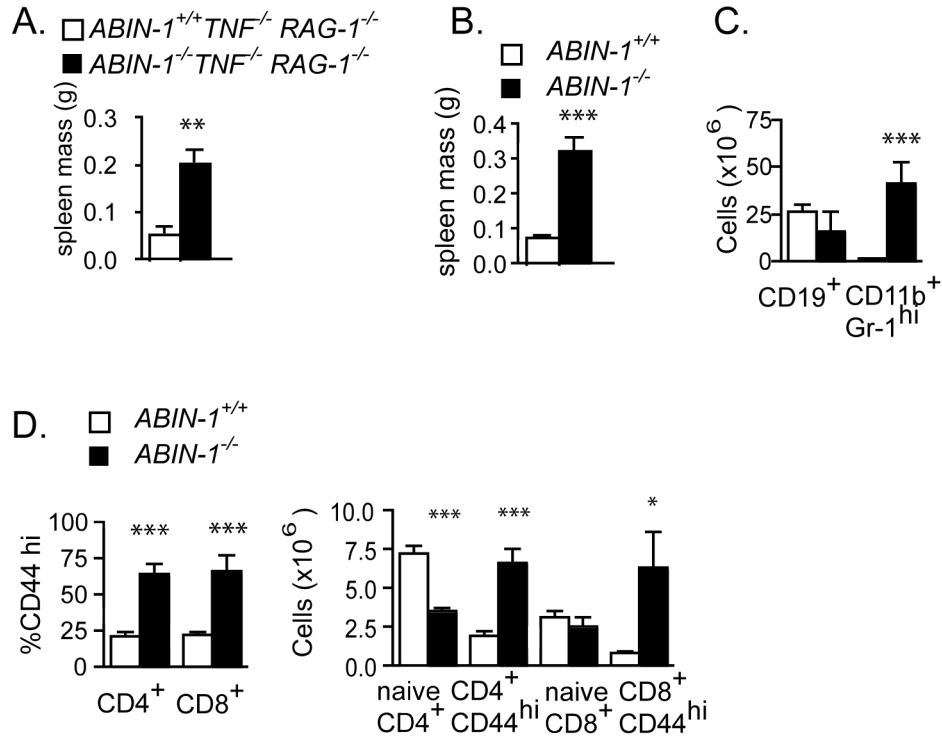 A.
ABIN-1+/+TNF-/- RAG-1-/-
ABIN-1-/-TNF-/- RAG-1-/-
spleen mass (g)
0.3
0.2
0.1
0.0
**
B.
ABIN-1+/+
ABIN-1-/-
spleen mass (g)
0.4
0.3
0.2
0.1
0.0
***
C.
Cells (x10^6)
75
50
25
0
***
CD19+ CD11b+
Gr-1hi
D.
ABIN-1+/+
ABIN-1-/-
%CD44 hi
100
75
50
25
0
*** ***
CD4+ CD8+
Cells (x10^6)
10.0
7.5
5.0
2.5
0.0
*** *** *
naive CD4+ naive CD8+
CD4+ CD44hi CD8+ CD44hi